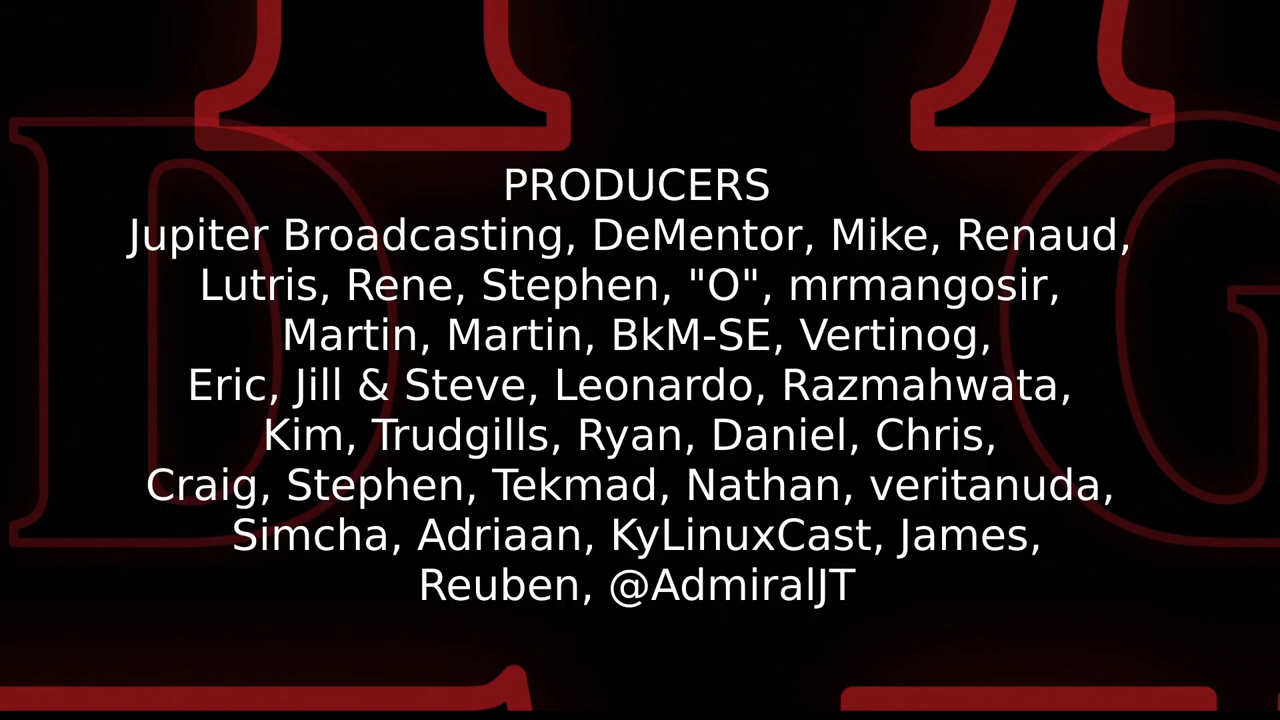 PRODUCERS
Jupiter Broadcasting, DeMentor, Mike, Renaud,
Lutris, Rene, Stephen, "O", mrmangosir,
Martin, Martin, BkM-SE, Vertinog,
Eric, Jill & Steve, Leonardo, Razmahwata,
Kim, Trudgills, Ryan, Daniel, Chris,
Craig, Stephen, Tekmad, Nathan, veritanuda,
Simcha, Adriaan, KyLinuxCast, James,
Reuben, @AdmiralJT